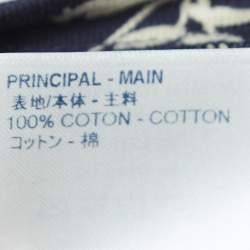 PRINCIPAL - MAIN
表地/本体 - 主料
100% COTON - COTTON
コットン - 棉